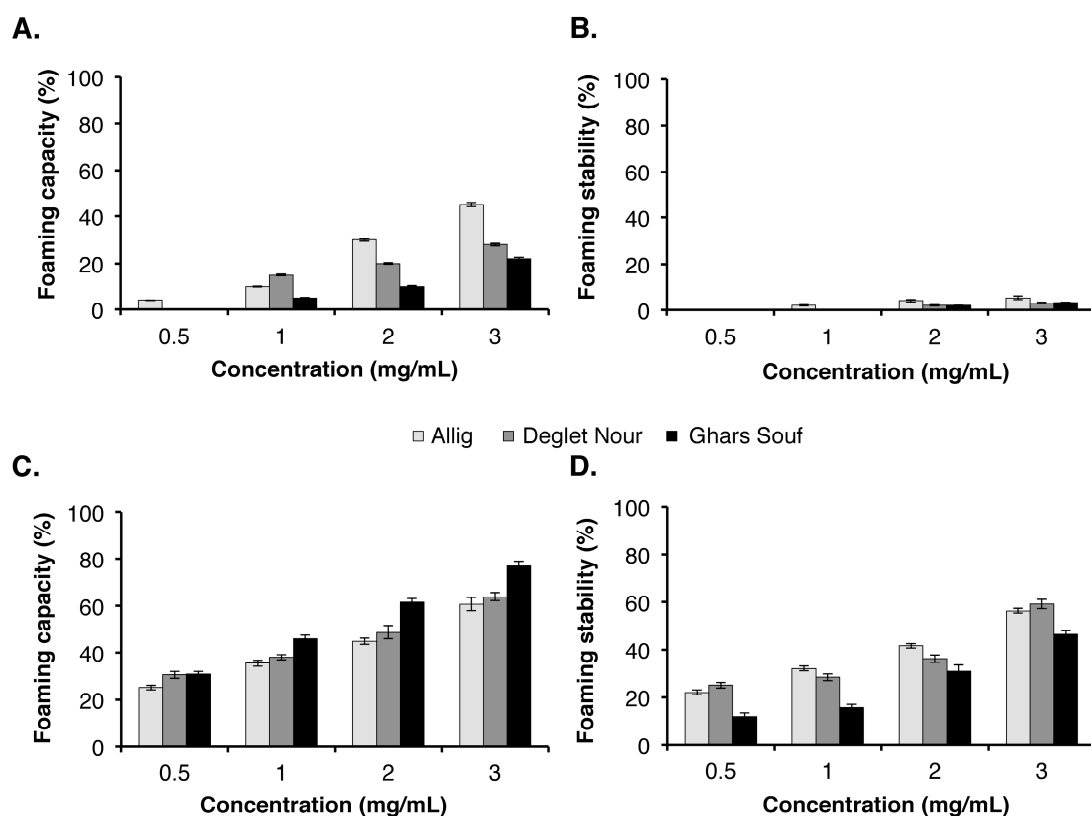 A.
Foaming capacity (%)
100
80
60
40
20
0
0.5 1 2 3
Concentration (mg/mL)
B.
Foaming stability (%)
100
80
60
40
20
0
0.5 1 2 3
Concentration (mg/mL)
Allig Deglet Nour Ghars Souf
C.
Foaming capacity (%)
100
80
60
40
20
0
0.5 1 2 3
Concentration (mg/mL)
D.
Foaming stability (%)
100
80
60
40
20
0
0.5 1 2 3
Concentration (mg/mL)